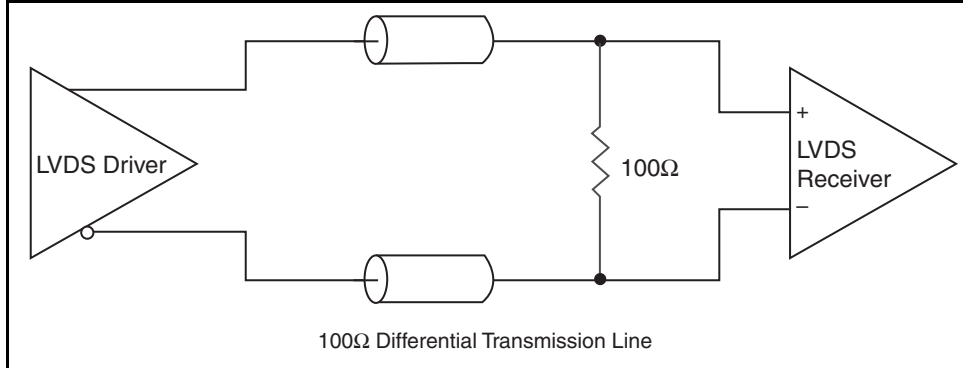 LVDS Driver
100Ω
+
LVDS
Receiver
–
100Ω Differential Transmission Line